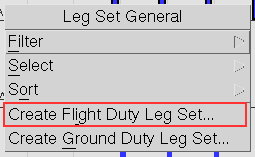 Leg Set General
Filter
Select
Sort
Create Flight Duty Leg Set...
Create Ground Duty Leg Set...